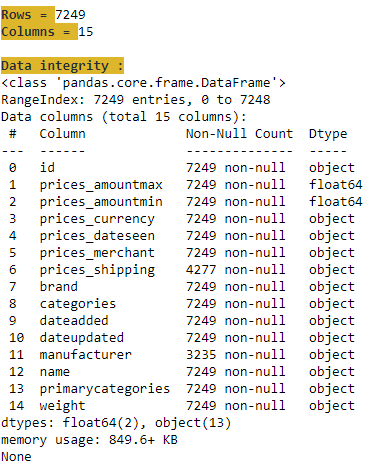 Rows = 7249
Columns = 15
Data integrity :
<class 'pandas.core.frame.DataFrame'>
RangeIndex: 7249 entries, 0 to 7248
Data columns (total 15 columns):
 #   Column             Non-Null Count  Dtype
---  ------             --------------  -----
 0   id                 7249 non-null   object
 1   prices_amountmax   7249 non-null   float64
 2   prices_amountmin   7249 non-null   float64
 3   prices_currency    7249 non-null   object
 4   prices_dateseen    7249 non-null   object
 5   prices_merchant    7249 non-null   object
 6   prices_shipping    4277 non-null   object
 7   brand              7249 non-null   object
 8   categories         7249 non-null   object
 9   dateadded          7249 non-null   object
 10  dateupdated        7249 non-null   object
 11  manufacturer       3235 non-null   object
 12  name               7249 non-null   object
 13  primarycategories  7249 non-null   object
 14  weight             7249 non-null   object
dtypes: float64(2), object(13)
memory usage: 849.6+ KB
None